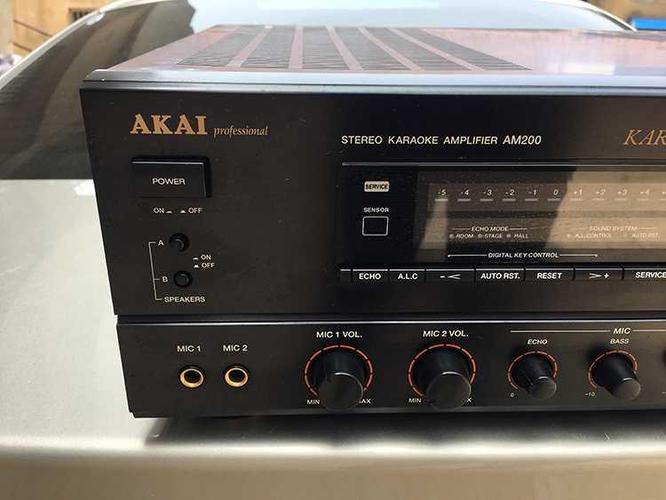 AKAI professional
STEREO KARAOKE AMPLIFIER AM200
KAR
POWER
ON OFF
A
ON
OFF
B
SPEAKERS
SERVICE
SENSOR
-5 -4 -3 -2 -1 0 +1 +2 +3 +4
ECHO MODE
ROOM STAGE HALL
SOUND SYSTEM
A.L.CONTROL AUTO RST.
DIGITAL KEY CONTROL
ECHO A.L.C -< AUTO RST. RESET >+ SERVICE
MIC 1 MIC 2
MIC 1 VOL.
MIN MAX
MIC 2 VOL.
MIN MAX
MIC
ECHO
0
BASS
-10